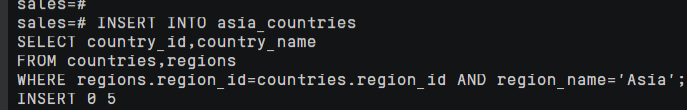 sales=#
sales=# INSERT INTO asia_countries
SELECT country_id,country_name
FROM countries,regions
WHERE regions.region_id=countries.region_id AND region_name='Asia';
INSERT 0 5